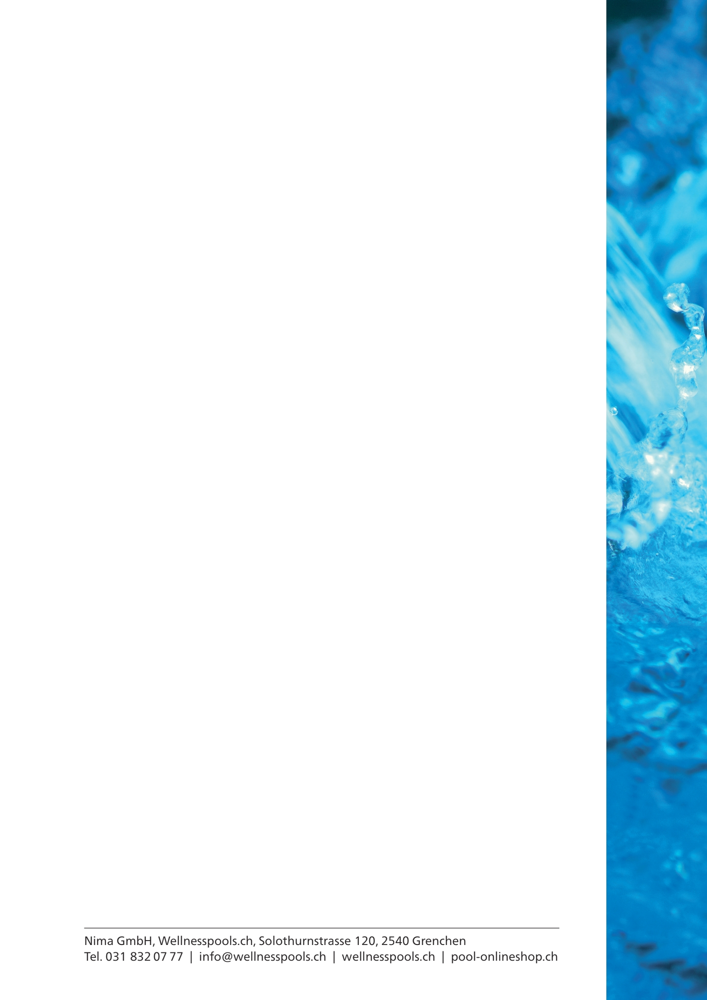 Nima GmbH, Wellnesspools.ch, Solothurnstrasse 120, 2540 Grenchen
Tel. 031 832 07 77 | info@wellnesspools.ch | wellnesspools.ch | pool-onlineshop.ch